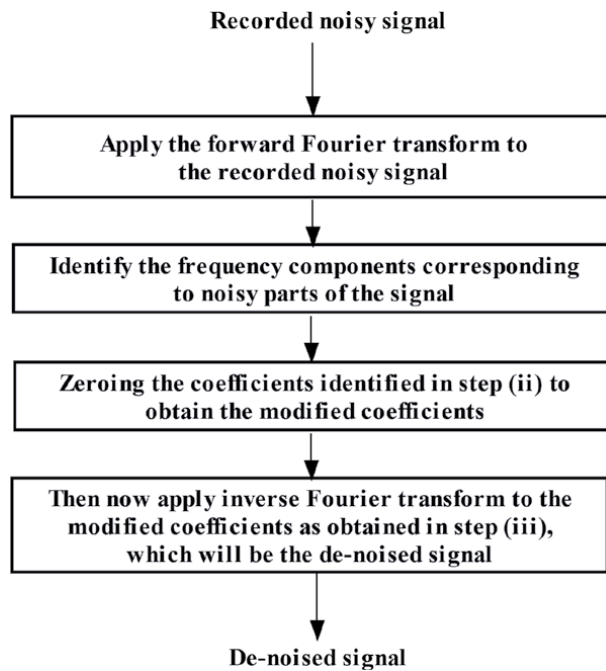 Recorded noisy signal
Apply the forward Fourier transform to
the recorded noisy signal
Identify the frequency components corresponding
to noisy parts of the signal
Zeroing the coefficients identified in step (ii) to
obtain the modified coefficients
Then now apply inverse Fourier transform to the
modified coefficients as obtained in step (iii),
which will be the de-noised signal
De-noised signal